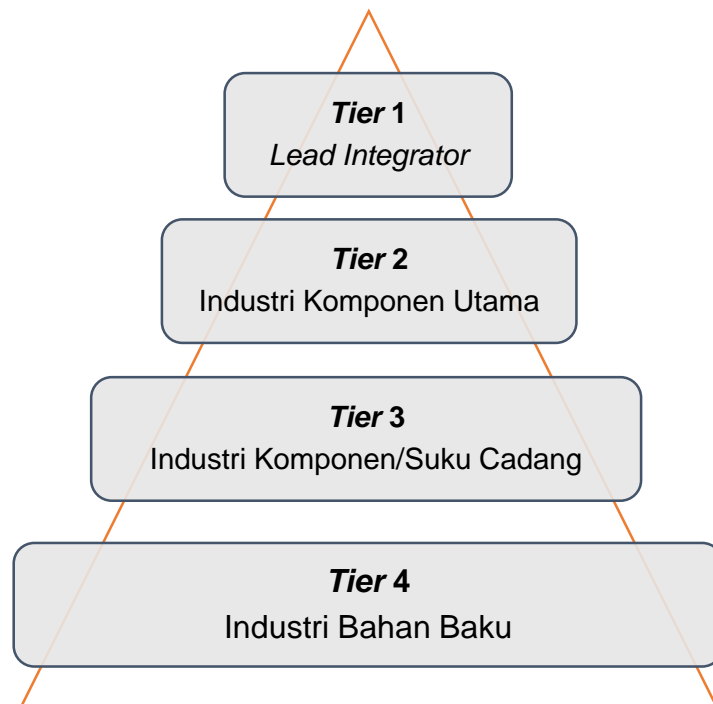 Tier 1
Lead Integrator
Tier 2
Industri Komponen Utama
Tier 3
Industri Komponen/Suku Cadang
Tier 4
Industri Bahan Baku